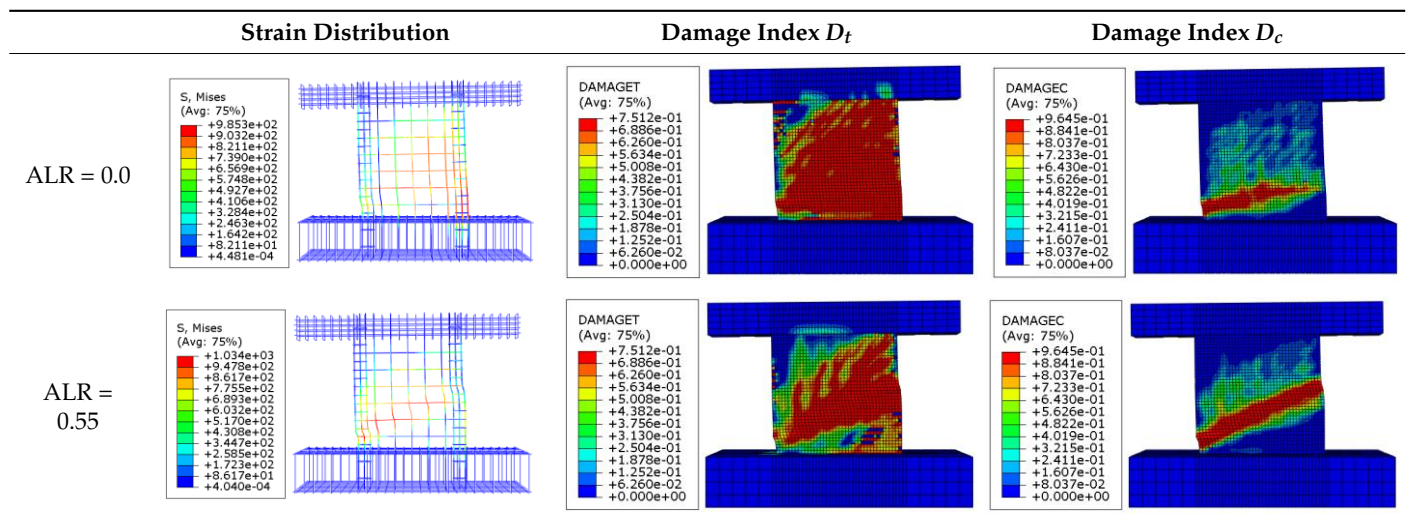 Strain Distribution
Damage Index Dt
Damage Index Dc
ALR = 0.0
S, Mises
(Avg: 75%)
+9.853e+02
+9.032e+02
+8.211e+02
+7.390e+02
+6.569e+02
+5.748e+02
+4.927e+02
+4.106e+02
+3.284e+02
+2.463e+02
+1.642e+02
+8.211e+01
+4.481e-04
DAMAGET
(Avg: 75%)
+7.512e-01
+6.886e-01
+6.260e-01
+5.634e-01
+5.008e-01
+4.382e-01
+3.756e-01
+3.130e-01
+2.504e-01
+1.878e-01
+1.252e-01
+6.260e-02
+0.000e+00
DAMAGEC
(Avg: 75%)
+9.645e-01
+8.841e-01
+8.037e-01
+7.233e-01
+6.430e-01
+5.626e-01
+4.822e-01
+4.019e-01
+3.215e-01
+2.411e-01
+1.607e-01
+8.037e-02
+0.000e+00
ALR =
0.55
S, Mises
(Avg: 75%)
+1.034e+03
+9.478e+02
+8.617e+02
+7.755e+02
+6.893e+02
+6.032e+02
+5.170e+02
+4.308e+02
+3.447e+02
+2.585e+02
+1.723e+02
+8.617e+01
+4.040e-04
DAMAGET
(Avg: 75%)
+7.512e-01
+6.886e-01
+6.260e-01
+5.634e-01
+5.008e-01
+4.382e-01
+3.756e-01
+3.130e-01
+2.504e-01
+1.878e-01
+1.252e-01
+6.260e-02
+0.000e+00
DAMAGEC
(Avg: 75%)
+9.645e-01
+8.841e-01
+8.037e-01
+7.233e-01
+6.430e-01
+5.626e-01
+4.822e-01
+4.019e-01
+3.215e-01
+2.411e-01
+1.607e-01
+8.037e-02
+0.000e+00